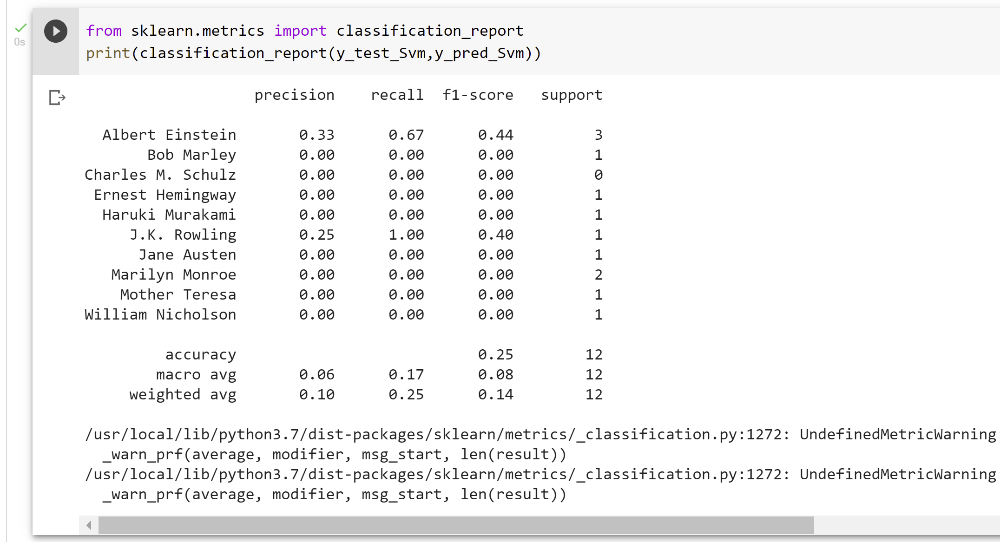 from sklearn.metrics import classification_report
0s
print(classification_report(y_test_Svm,y_pred_Svm))
precision recall f1-score support
Albert Einstein 0.33 0.67 0.44 3
Bob Marley 0.00 0.00 0.00 1
Charles M. Schulz 0.00 0.00 0.00 0
Ernest Hemingway 0.00 0.00 0.00 1
Haruki Murakami 0.00 0.00 0.00 1
J.K. Rowling 0.25 1.00 0.40 1
Jane Austen 0.00 0.00 0.00 1
Marilyn Monroe 0.00 0.00 0.00 2
Mother Teresa 0.00 0.00 0.00 1
William Nicholson 0.00 0.00 0.00 1
accuracy 0.25 12
macro avg 0.06 0.17 0.08 12
weighted avg 0.10 0.25 0.14 12
/usr/local/lib/python3.7/dist-packages/sklearn/metrics/_classification.py:1272: UndefinedMetricWarning:
_warn_prf(average, modifier, msg_start, len(result))
/usr/local/lib/python3.7/dist-packages/sklearn/metrics/_classification.py:1272: UndefinedMetricWarning:
_warn_prf(average, modifier, msg_start, len(result))